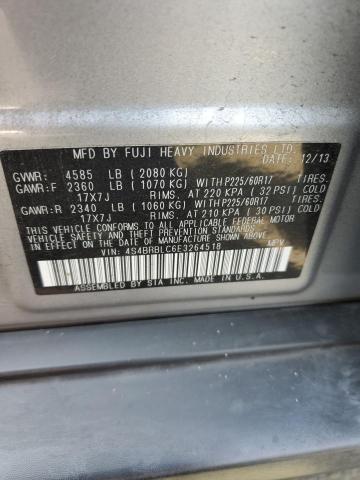 MFD BY FUJI HEAVY INDUSTRIES LTD.
DATE: 12/13
GVWR: 4585 LB ( 2080 KG)
GAWR:F 2360 LB ( 1070 KG) WITH P225/60R17 TIRES.
17X7J RIMS. AT 220 KPA ( 32 PSI) COLD
GAWR:R 2340 LB ( 1060 KG) WITH P225/60R17 TIRES.
17X7J RIMS. AT 210 KPA ( 30 PSI) COLD
THIS VEHICLE CONFORMS TO ALL APPLICABLE FEDERAL MOTOR
VEHICLE SAFETY, BUMPER, AND THEFT PREVENTION STANDARDS
IN EFFECT ON THE DATE OF MANUFACTURE SHOWN ABOVE.
VIN: 4S4BRBLC6E3264518 MPV
ASSEMBLED BY SIA INC. MADE IN U.S.A.